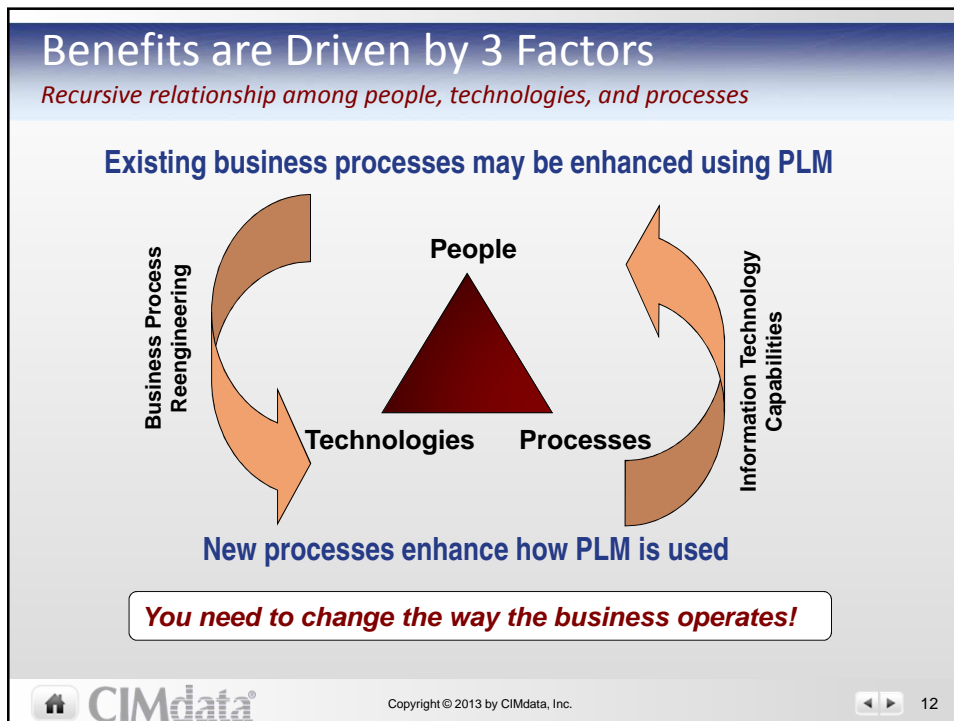 Benefits are Driven by 3 Factors
Recursive relationship among people, technologies, and processes
Existing business processes may be enhanced using PLM
Business Process
Reengineering
People
Technologies
Processes
Information Technology
Capabilities
New processes enhance how PLM is used
You need to change the way the business operates!
CIMdata®
Copyright © 2013 by CIMdata, Inc.
12